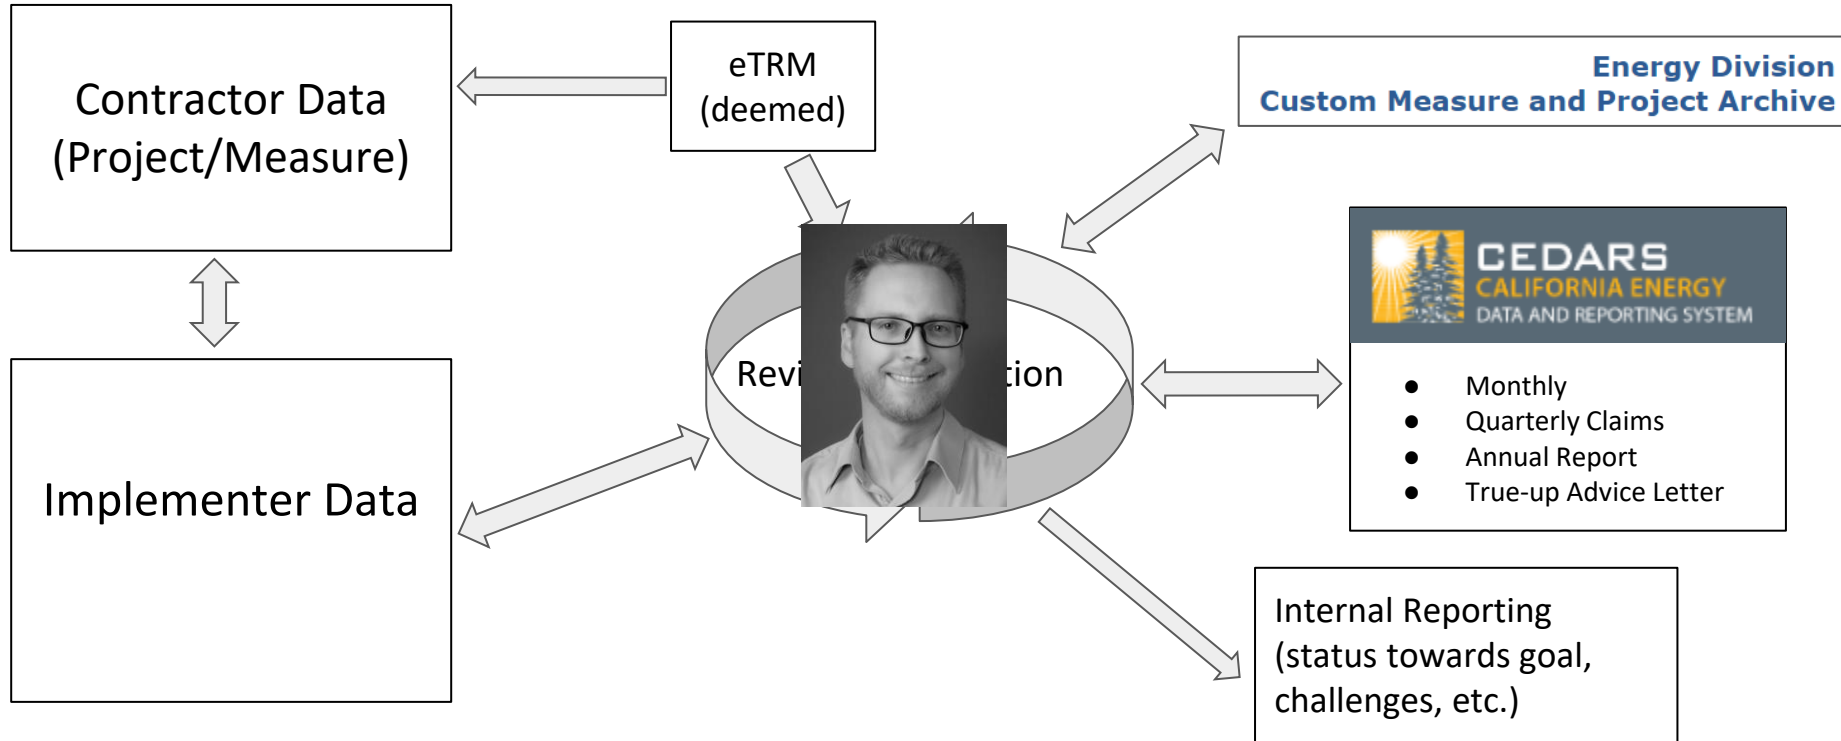 Contractor Data
(Project/Measure)
eTRM
(deemed)
Energy Division
Custom Measure and Project Archive
CEDARS
CALIFORNIA ENERGY
DATA AND REPORTING SYSTEM
● Monthly
● Quarterly Claims
● Annual Report
● True-up Advice Letter
Implementer Data
Internal Reporting
(status towards goal,
challenges, etc.)